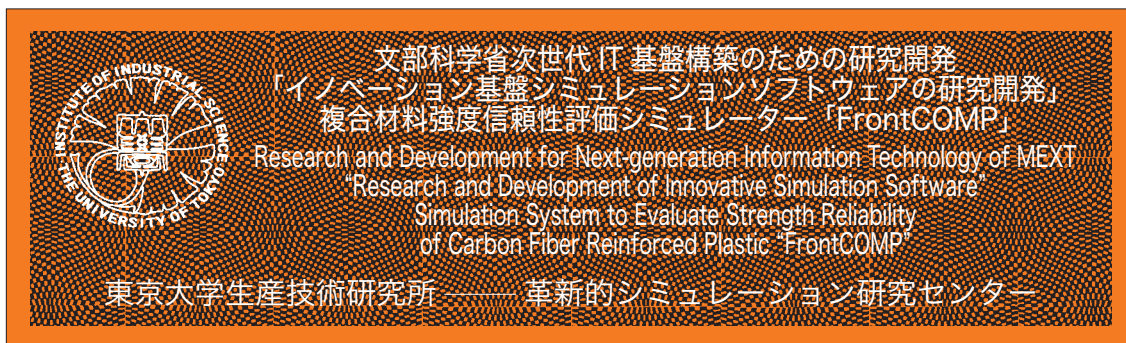 文部科学省次世代 IT 基盤構築のための研究開発
「イノベーション基盤シミュレーションソフトウェアの研究開発」
複合材料強度信頼性評価シミュレーター「FrontCOMP」
Research and Development for Next-generation Information Technology of MEXT
“Research and Development of Innovative Simulation Software”
Simulation System to Evaluate Strength Reliability
of Carbon Fiber Reinforced Plastic “FrontCOMP”
INSTITUTE OF INDUSTRIAL SCIENCE
THE UNIVERSITY OF TOKYO
東京大学生産技術研究所 ─── 革新的シミュレーション研究センター